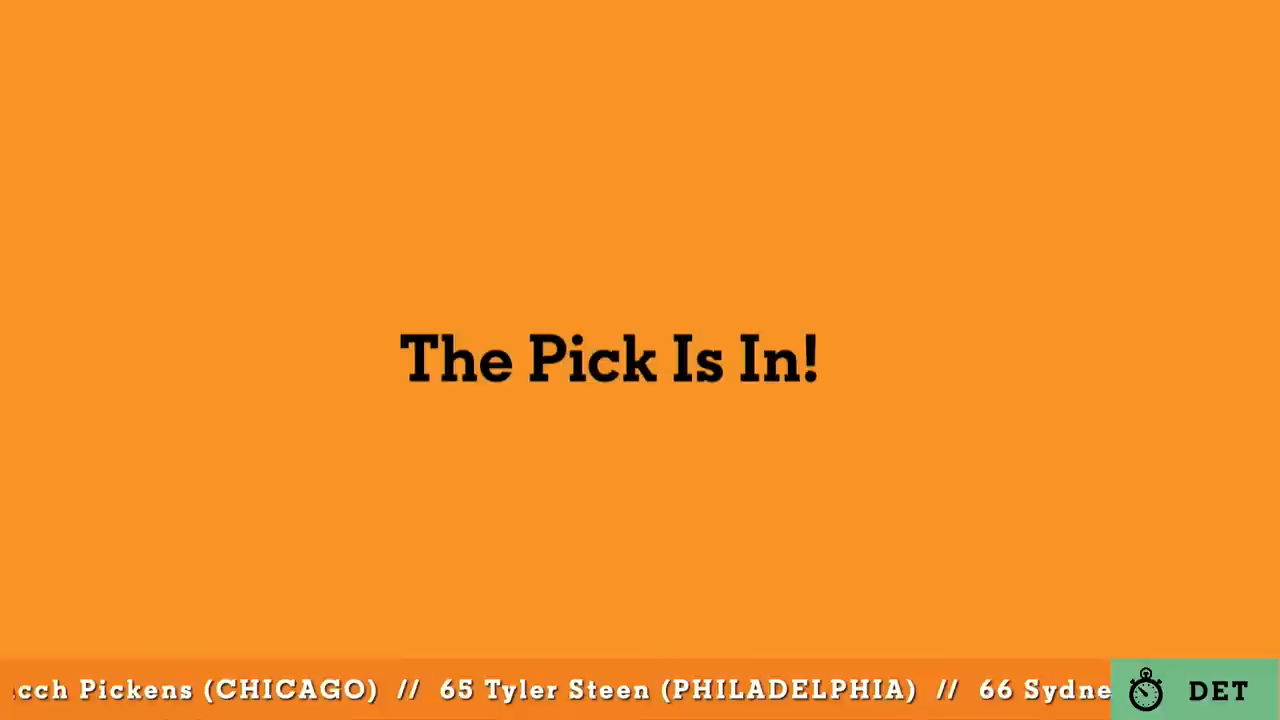 The Pick Is In!
cch Pickens (CHICAGO) // 65 Tyler Steen (PHILADELPHIA) // 66 Sydne
DET